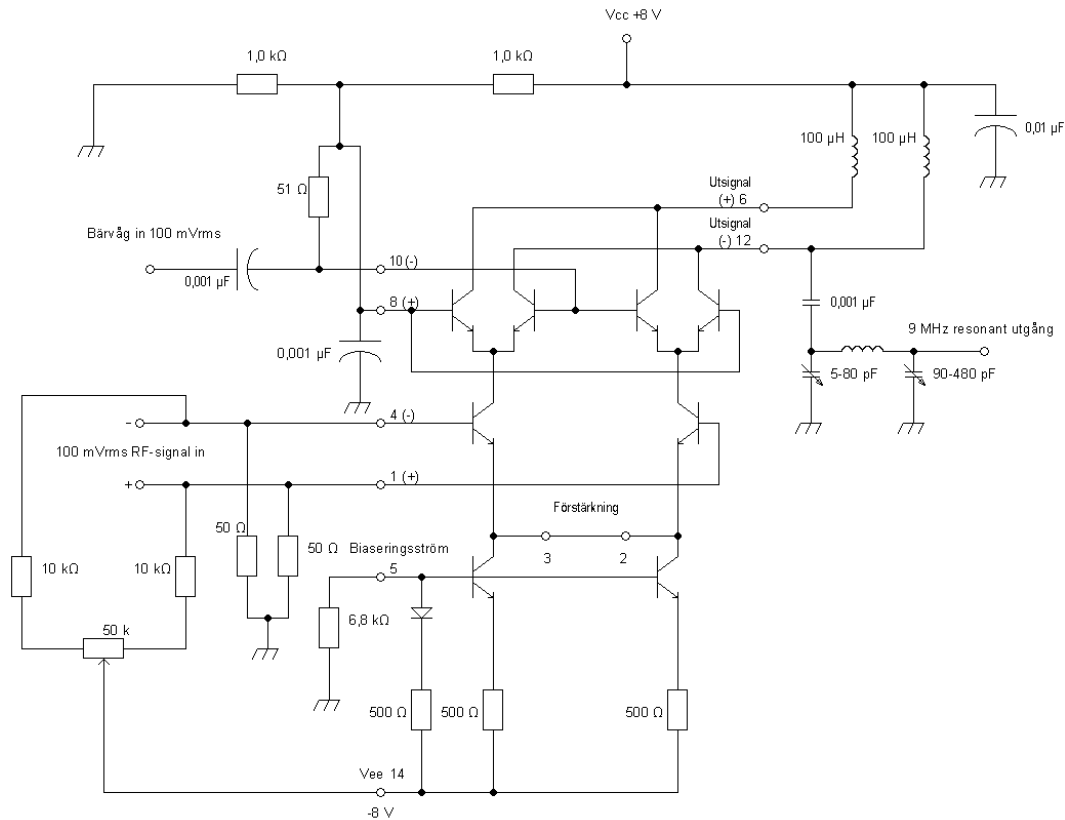 Vcc +8 V
1,0 kΩ
1,0 kΩ
100 µH
100 µH
0,01 µF
51 Ω
Utsignal
(+) 6
Utsignal
(-) 12
Bärvåg in 100 mVrms
0,001 µF
10 (-)
8 (+)
0,001 µF
0,001 µF
9 MHz resonant utgång
5-80 pF
90-480 pF
-
4 (-)
100 mVrms RF-signal in
+
1 (+)
Förstärkning
3
2
50 Ω
50 Ω
Biaseringsström
5
10 kΩ
10 kΩ
6,8 kΩ
50 k
500 Ω
500 Ω
500 Ω
Vee 14
-8 V